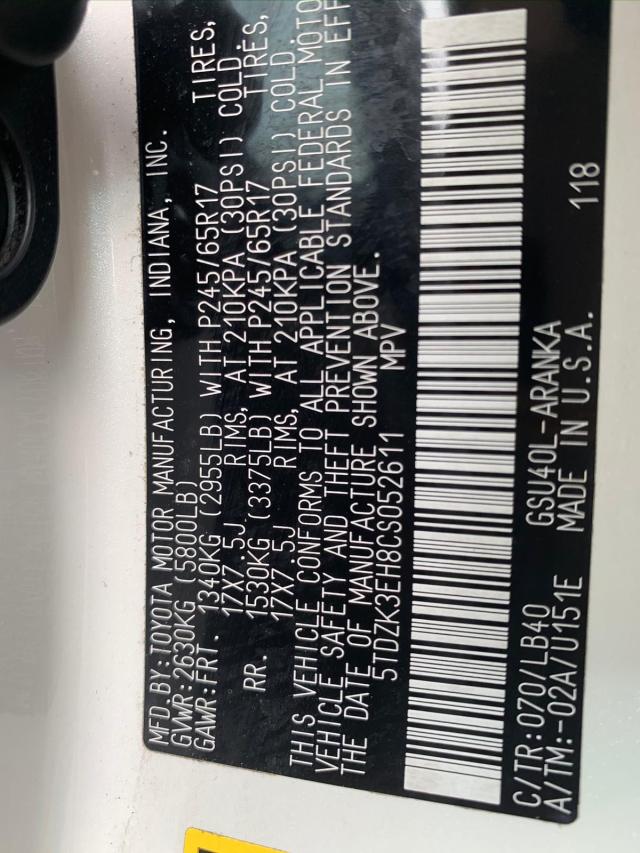 MFD BY:TOYOTA MOTOR MANUFACTURING, INDIANA, INC.
GVWR:2630KG (5800LB)
GAWR:FRT. 1340KG (2955LB) WITH P245/65R17 TIRES,
17X7.5J RIMS, AT 210KPA (30PSI) COLD.
RR. 1530KG (3375LB) WITH P245/65R17 TIRES,
17X7.5J RIMS, AT 210KPA (30PSI) COLD.
THIS VEHICLE CONFORMS TO ALL APPLICABLE FEDERAL
VEHICLE SAFETY AND THEFT PREVENTION STANDARDS IN
THE DATE OF MANUFACTURE SHOWN ABOVE.
5TDZK3EH8CS052611 MPV
C/TR:070/LB40 GSU40L-ARANKA 118
A/TM:-02A/U151E MADE IN U.S.A.